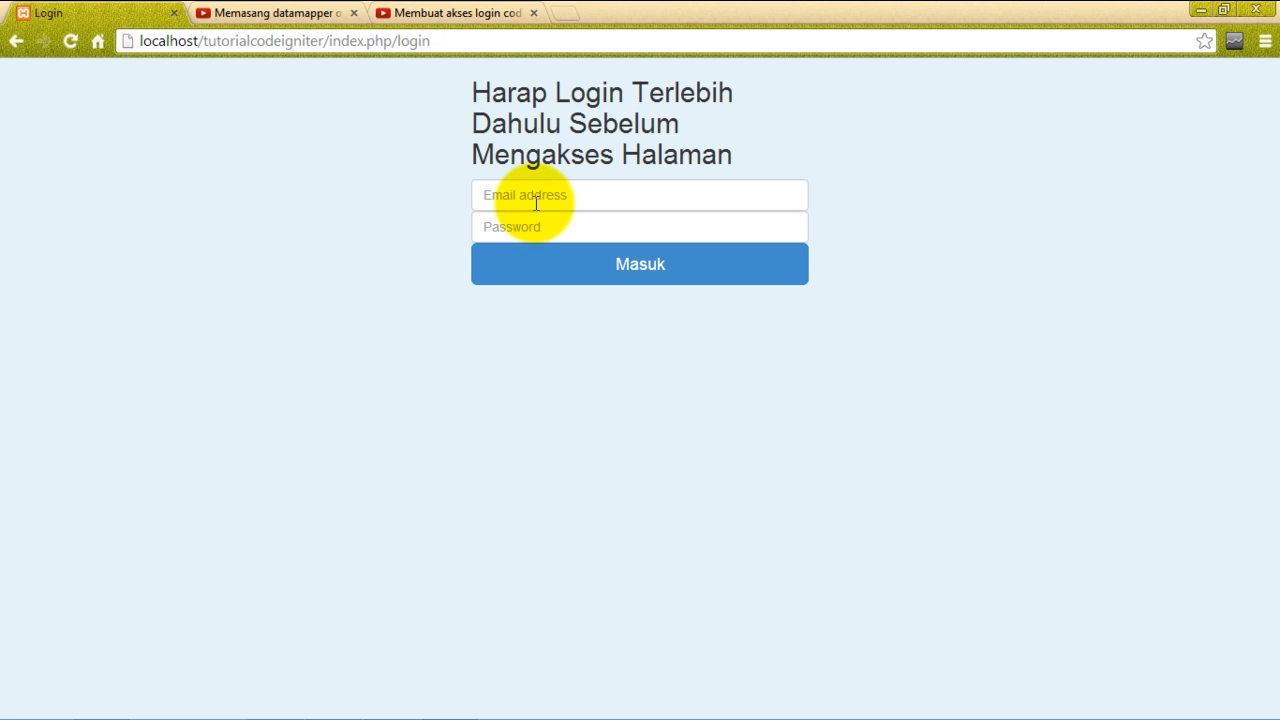 Login
Memasang datamapper o
Membuat akses login cod
localhost/tutorialcodeigniter/index.php/login
Harap Login Terlebih
Dahulu Sebelum
Mengakses Halaman
Email address
Password
Masuk